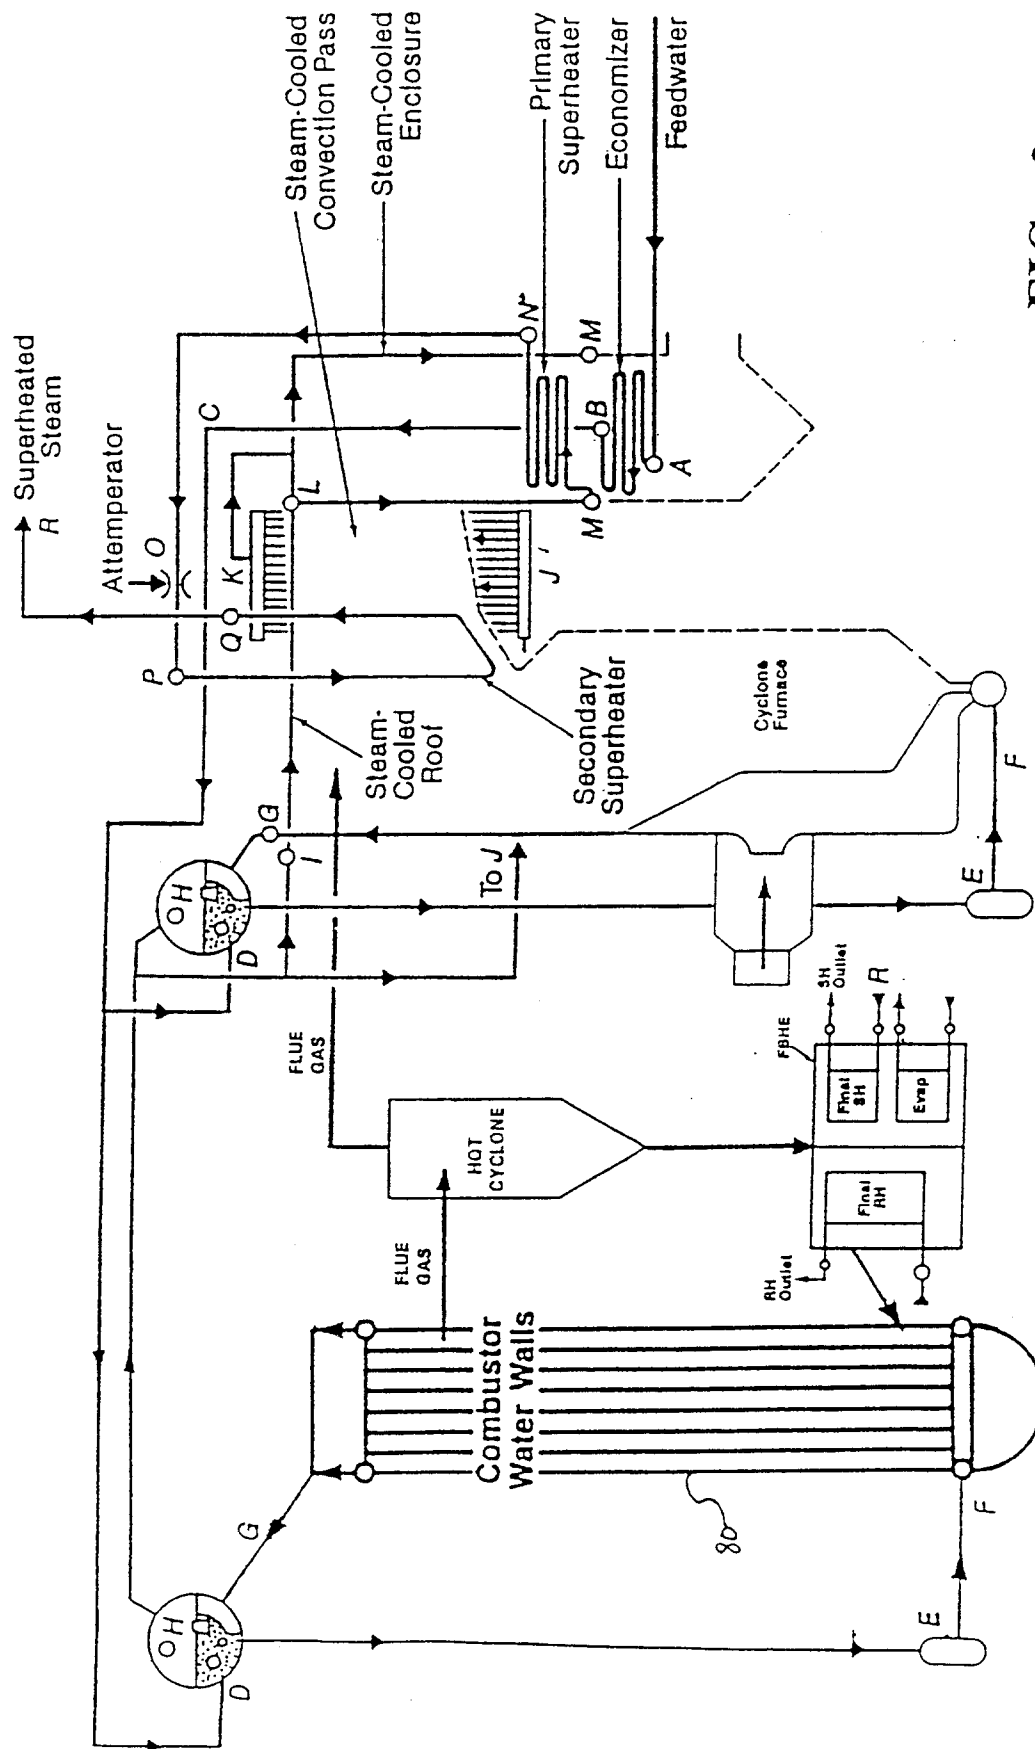 Superheated
Steam
R
Attemperator
O
P
C
Q
K
L
N
M
M
B
A
J'
Steam-Cooled
Convection Pass
Steam-Cooled
Enclosure
Primary
Superheater
Economizer
Feedwater
Steam-
Cooled
Roof
Secondary
Superheater
Cyclone
Furnace
G
I
H
D
To J
E
F
FLUE
GAS
HOT
CYCLONE
FLUE
GAS
FBHE
SH
Outlet
R
Final
SH
Evap
Final
RH
RH
Outlet
Combustor
Water Walls
80
G
H
D
E
F
FIG.